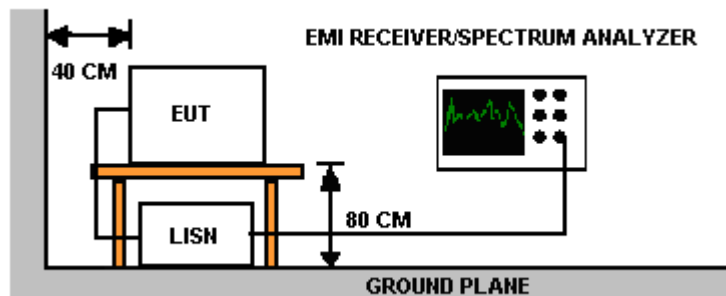 EMI RECEIVER/SPECTRUM ANALYZER
40 CM
EUT
80 CM
LISN
GROUND PLANE